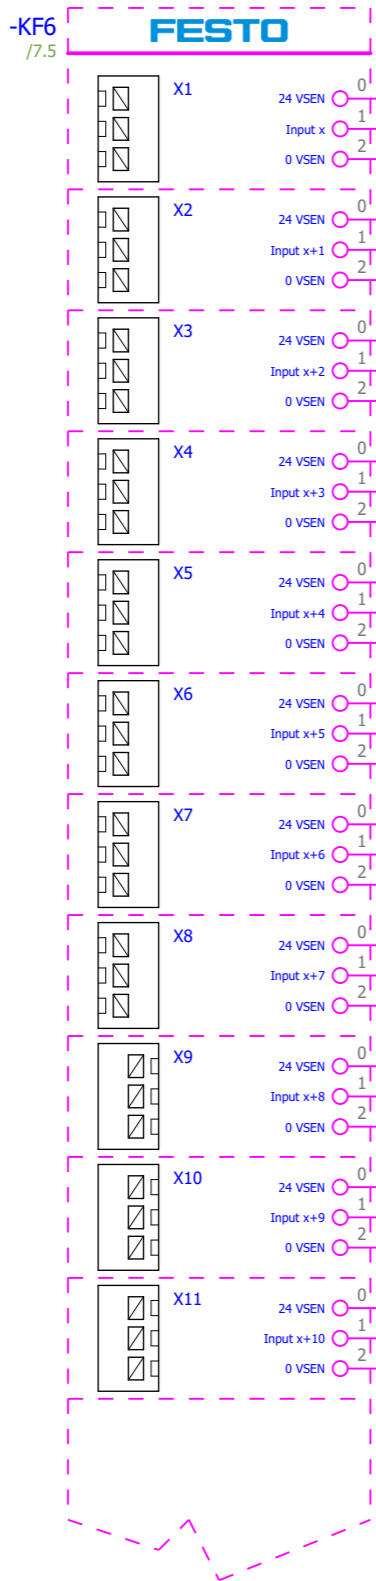 -KF6 FESTO
/7.5
X1 24 VSEN 0
Input x 1
0 VSEN 2
X2 24 VSEN 0
Input x+1 1
0 VSEN 2
X3 24 VSEN 0
Input x+2 1
0 VSEN 2
X4 24 VSEN 0
Input x+3 1
0 VSEN 2
X5 24 VSEN 0
Input x+4 1
0 VSEN 2
X6 24 VSEN 0
Input x+5 1
0 VSEN 2
X7 24 VSEN 0
Input x+6 1
0 VSEN 2
X8 24 VSEN 0
Input x+7 1
0 VSEN 2
X9 24 VSEN 0
Input x+8 1
0 VSEN 2
X10 24 VSEN 0
Input x+9 1
0 VSEN 2
X11 24 VSEN 0
Input x+10 1
0 VSEN 2